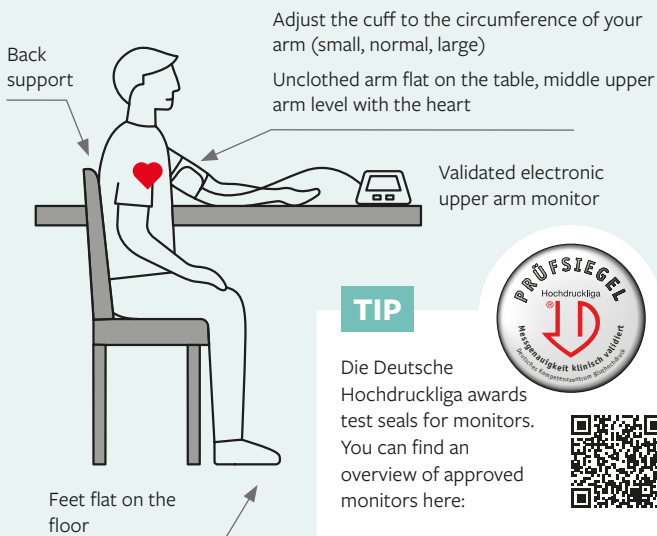 Adjust the cuff to the circumference of your
arm (small, normal, large)
Back
support
Unclothed arm flat on the table, middle upper
arm level with the heart
Validated electronic
upper arm monitor
PRÜFSIEGEL
Hochdruckliga
®
Messgenauigkeit klinisch validiert
Deutsches Kompetenzzentrum Bluthochdruck
TIP
Die Deutsche
Hochdruckliga awards
test seals for monitors.
You can find an
overview of approved
monitors here:
Feet flat on the
floor